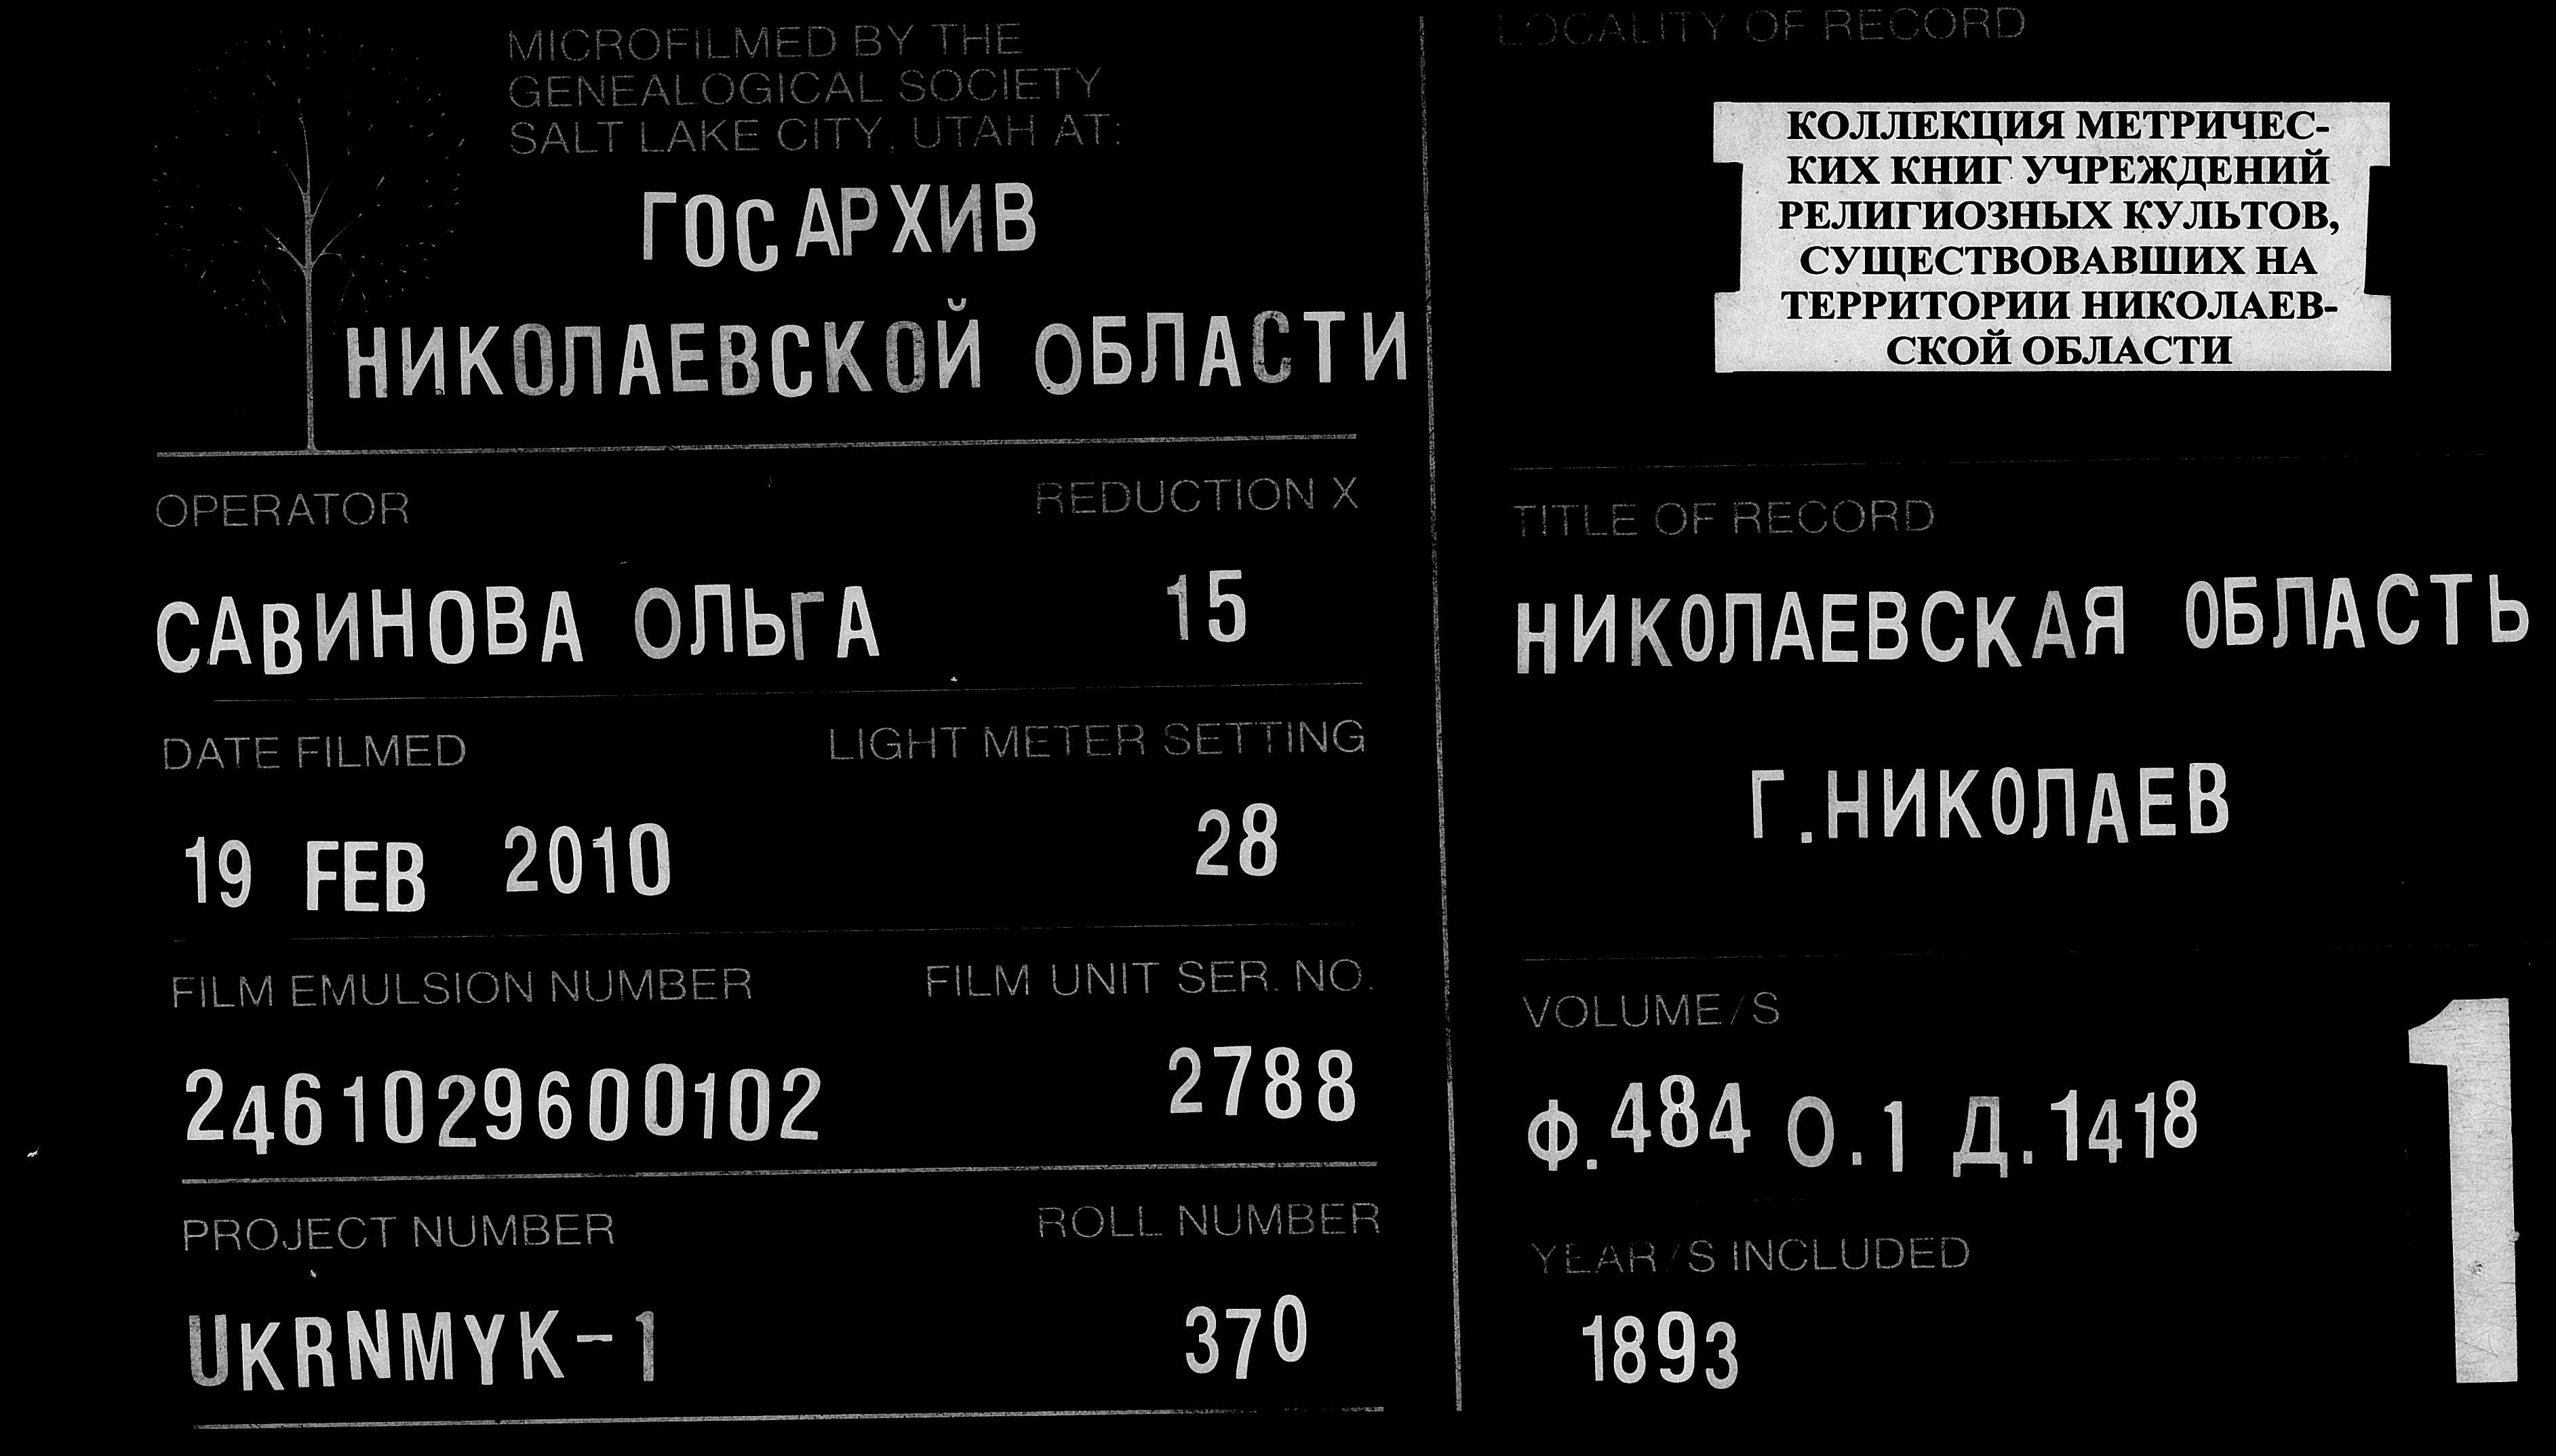 MICROFILMED BY THE
GENEALOGICAL SOCIETY
SALT LAKE CITY, UTAH AT:
ГОСАРХИВ
НИКОЛАЕВСКОЙ ОБЛАСТИ
OPERATOR
REDUCTION X
САВИНОВА ОЛЬГА
15
DATE FILMED
LIGHT METER SETTING
19 FEB 2010
28
FILM EMULSION NUMBER
FILM UNIT SER. NO.
2461029600102
2788
PROJECT NUMBER
ROLL NUMBER
UKRNMYK-1
370
LOCALITY OF RECORD
КОЛЛЕКЦИЯ МЕТРИЧЕС-
КИХ КНИГ УЧРЕЖДЕНИЙ
РЕЛИГИОЗНЫХ КУЛЬТОВ,
СУЩЕСТВОВАВШИХ НА
ТЕРРИТОРИИ НИКОЛАЕВ-
СКОЙ ОБЛАСТИ
TITLE OF RECORD
НИКОЛАЕВСКАЯ ОБЛАСТЬ
Г.НИКОЛАЕВ
VOLUME/S
Ф.484 О.1 Д.1418
YEAR/S INCLUDED
1893
1